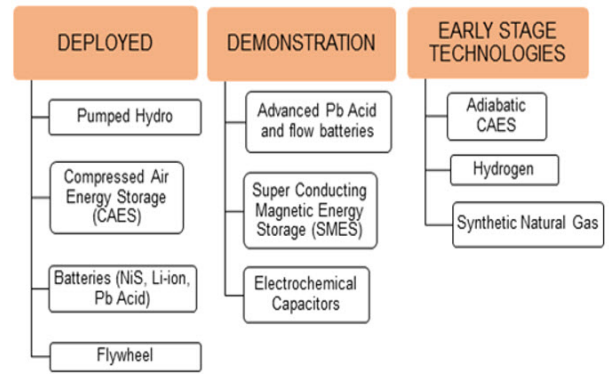 DEPLOYED
Pumped Hydro
Compressed Air
Energy Storage
(CAES)
Batteries (NiS, Li-ion,
Pb Acid)
Flywheel
DEMONSTRATION
Advanced Pb Acid
and flow batteries
Super Conducting
Magnetic Energy
Storage (SMES)
Electrochemical
Capacitors
EARLY STAGE
TECHNOLOGIES
Adiabatic
CAES
Hydrogen
Synthetic Natural Gas